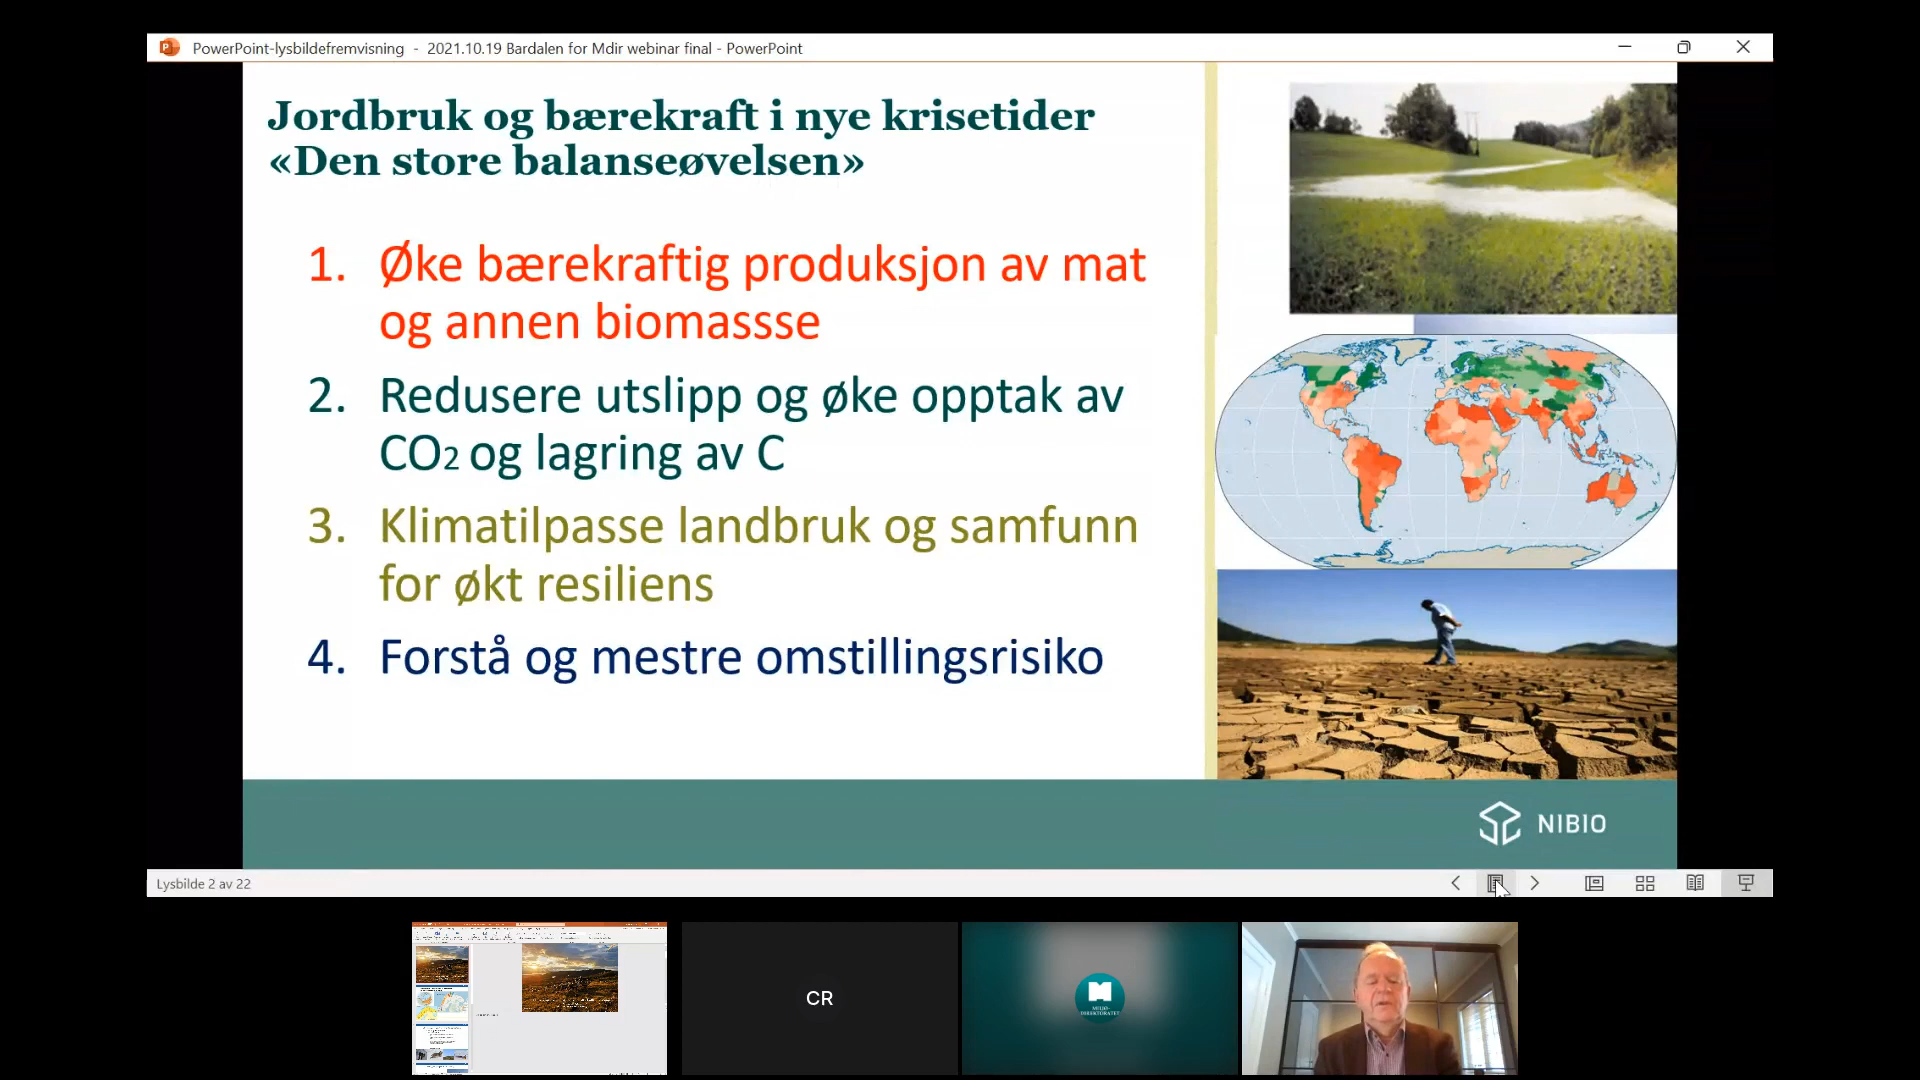 PowerPoint-lysbildefremvisning - 2021.10.19 Bardalen for Mdir webinar final - PowerPoint
Jordbruk og bærekraft i nye krisetider
«Den store balanseøvelsen»
1. Øke bærekraftig produksjon av mat
og annen biomassse
2. Redusere utslipp og øke opptak av
CO2 og lagring av C
3. Klimatilpasse landbruk og samfunn
for økt resiliens
4. Forstå og mestre omstillingsrisiko
NIBIO
Lysbilde 2 av 22
CR
MILJØ-
DIREKTORATET